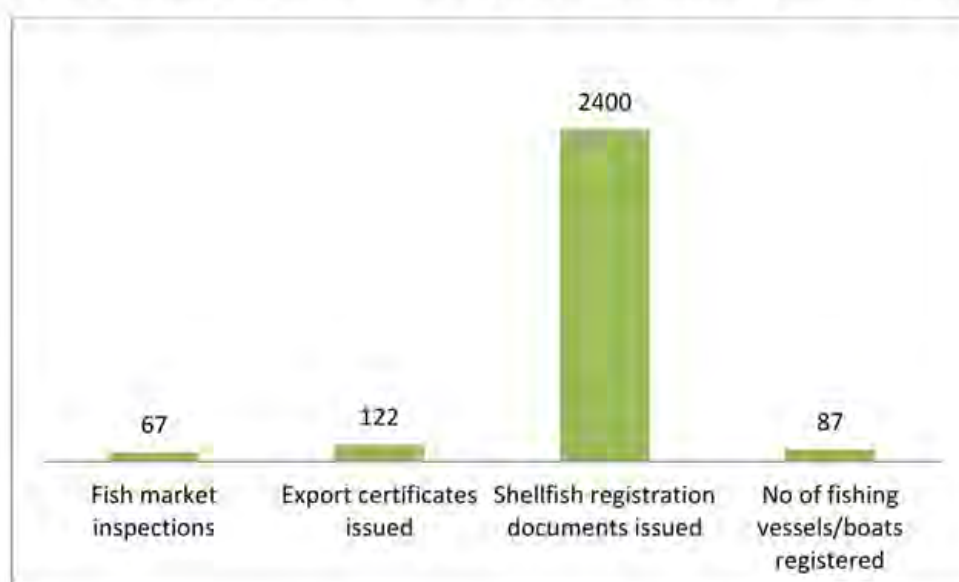 2400
67
122
87
Fish market
inspections
Export certificates
issued
Shellfish registration
documents issued
No of fishing
vessels/boats
registered